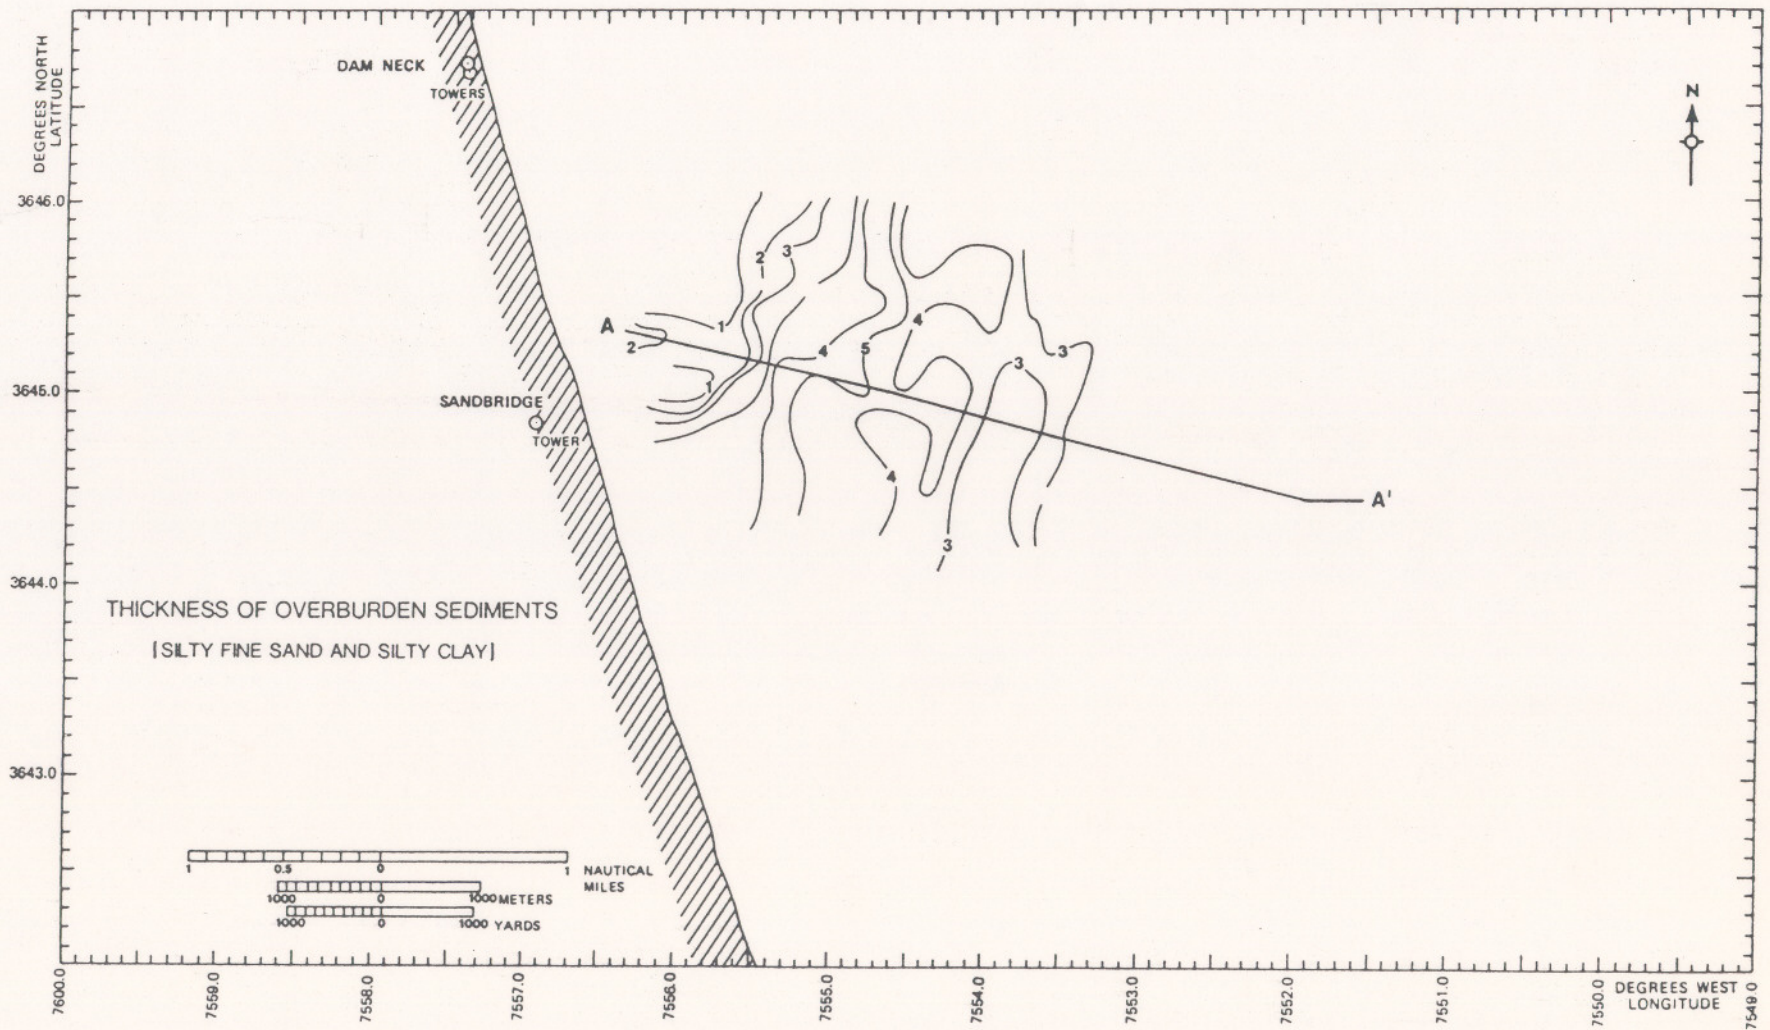 DEGREES NORTH
LATITUDE
DAM NECK
TOWERS
N
3646.0
3645.0
3644.0
3643.0
2
3
A
1
2
4
5
4
3
3
1
SANDBRIDGE
TOWER
4
3
A'
THICKNESS OF OVERBURDEN SEDIMENTS
[SILTY FINE SAND AND SILTY CLAY]
1 0.5 0 1 NAUTICAL
MILES
1000 0 1000 METERS
1000 0 1000 YARDS
7600.0
7559.0
7558.0
7557.0
7556.0
7555.0
7554.0
7553.0
7552.0
7551.0
7550.0
7549.0
DEGREES WEST
LONGITUDE